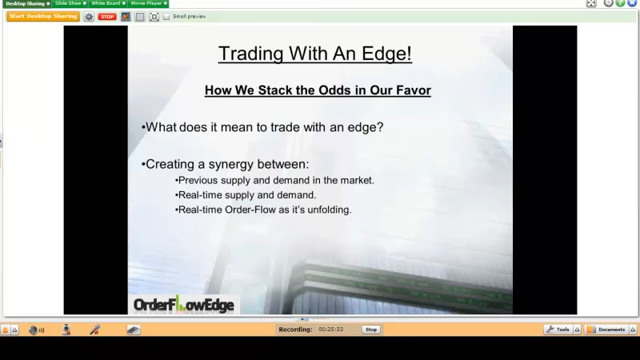 Desktop Sharing
Slide Show
White Board
Movie Player
Start Desktop Sharing
STOP
Small preview
Trading With An Edge!
How We Stack the Odds in Our Favor
•What does it mean to trade with an edge?
•Creating a synergy between:
•Previous supply and demand in the market.
•Real-time supply and demand.
•Real-time Order-Flow as it's unfolding.
OrderFlowEdge
Recording:
00:25:33
Stop
Tools
Documents